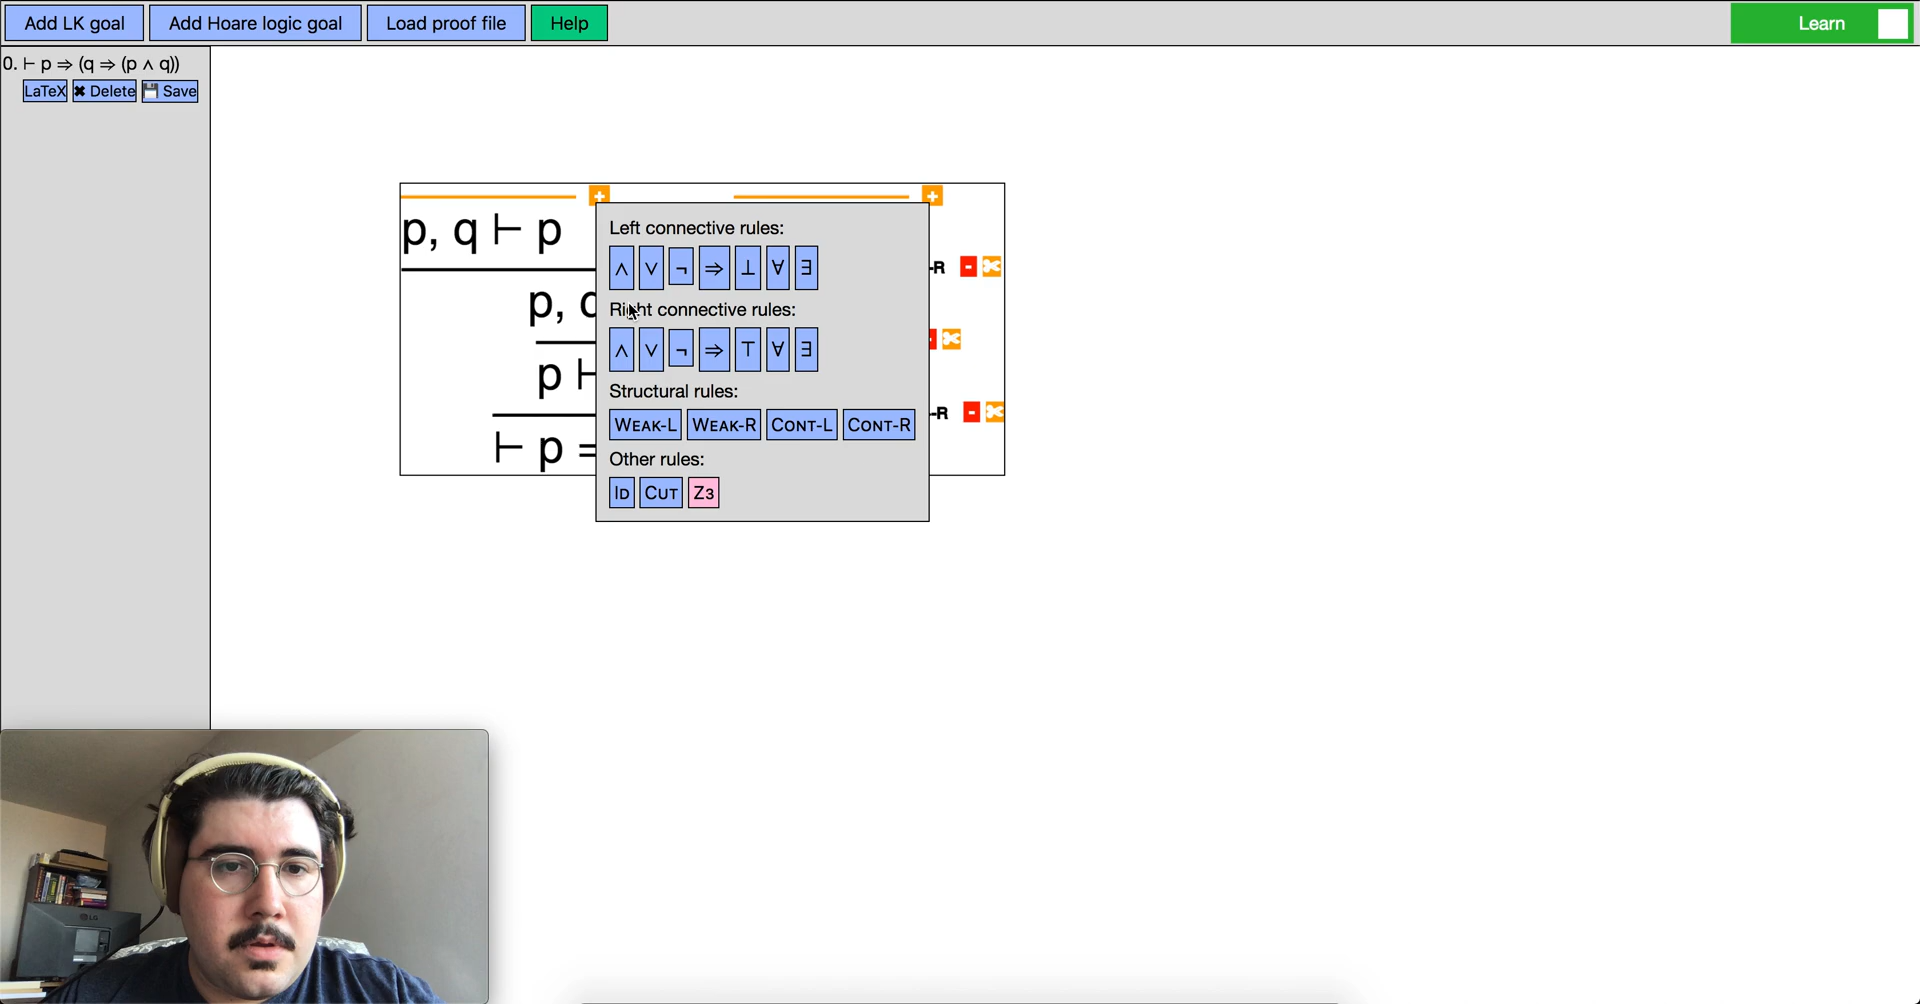 Add LK goal Add Hoare logic goal Load proof file Help Learn
0. ⊢ p ⇒ (q ⇒ (p ∧ q))
LaTeX ✖ Delete 💾 Save
+ +
p, q ⊢ p
-R - ✂
p, q
- ✂
p ⊢
-R - ✂
⊢ p =
Left connective rules:
∧ ∨ ¬ ⇒ ⊥ ∀ ∃
Right connective rules:
∧ ∨ ¬ ⇒ ⊤ ∀ ∃
Structural rules:
WEAK-L WEAK-R CONT-L CONT-R
Other rules:
ID CUT Z3
LG